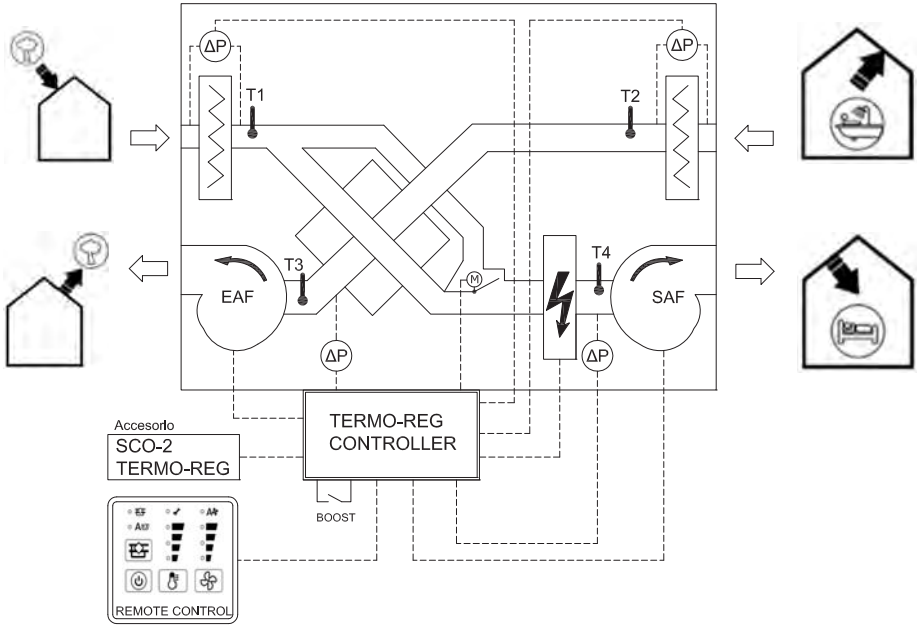 ΔP
ΔP
T1
T2
T3
T4
EAF
SAF
M
ΔP
ΔP
TERMO-REG
CONTROLLER
Accesorio
SCO-2
TERMO-REG
BOOST
A
A
REMOTE CONTROL